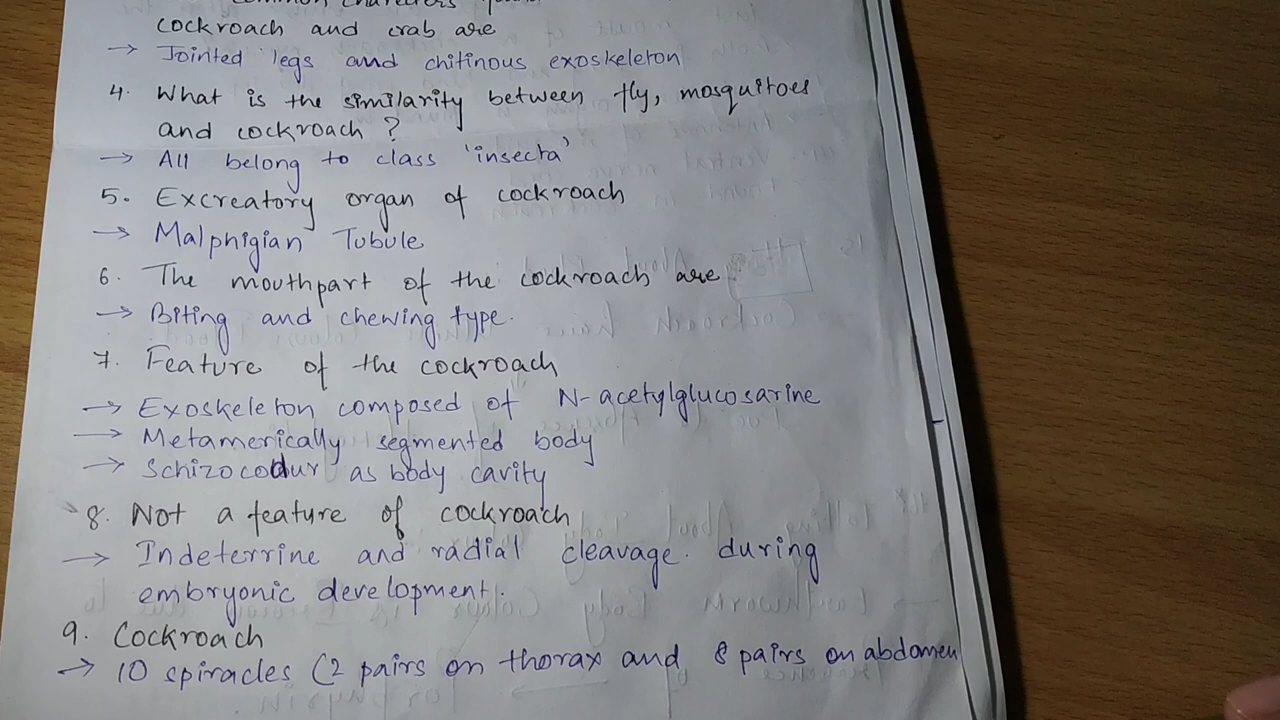 common characters
cockroach and crab are
→ Jointed legs and chitinous exoskeleton
4. What is the similarity between fly, mosquitoes
and cockroach ?
→ All belong to class 'insecta'
5. Excreatory organ of cockroach
→ Malphigian Tubule
6. The mouthpart of the cockroach are
→ Biting and chewing type.
7. Feature of the cockroach
→ Exoskeleton composed of N-acetylglucosarine
→ Metamerically segmented body
→ as body cavity
8. Not a feature of cockroach
→ Indeterrine and radial cleavage. during
embryonic development.
9. Cockroach
→ 10 spiracles (2 pairs on thorax and 8 pairs on abdomen